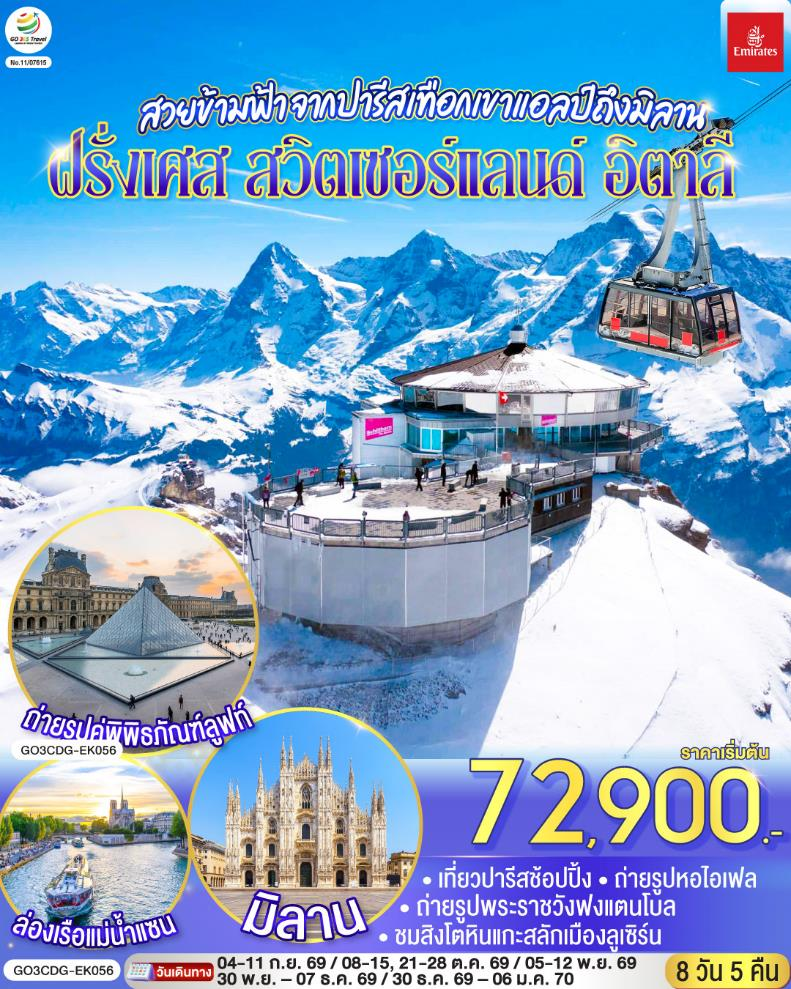 GO 365 Travel
No.11/07615
Emirates
สวยข้ามฟ้า จากปารีสเทือกเขาแอลป์ถึงมิลาน
ฝรั่งเศส สวิตเซอร์แลนด์ อิตาลี
Schilthorn
ถ่ายรูปคู่พิพิธภัณฑ์ลูฟท์
GO3CDG-EK056
ราคาเริ่มต้น
72,900.-
• เที่ยวปารีสช้อปปิ้ง • ถ่ายรูปหอไอเฟล
• ถ่ายรูปพระราชวังฟงแตนโบล
• ชมสิงโตหินแกะสลักเมืองลูเซิร์น
ล่องเรือแม่น้ำแซน
มิลาน
GO3CDG-EK056
วันเดินทาง
04-11 ก.ย. 69 / 08-15, 21-28 ต.ค. 69 / 05-12 พ.ย. 69
30 พ.ย. – 07 ธ.ค. 69 / 30 ธ.ค. 69 – 06 ม.ค. 70
8 วัน 5 คืน